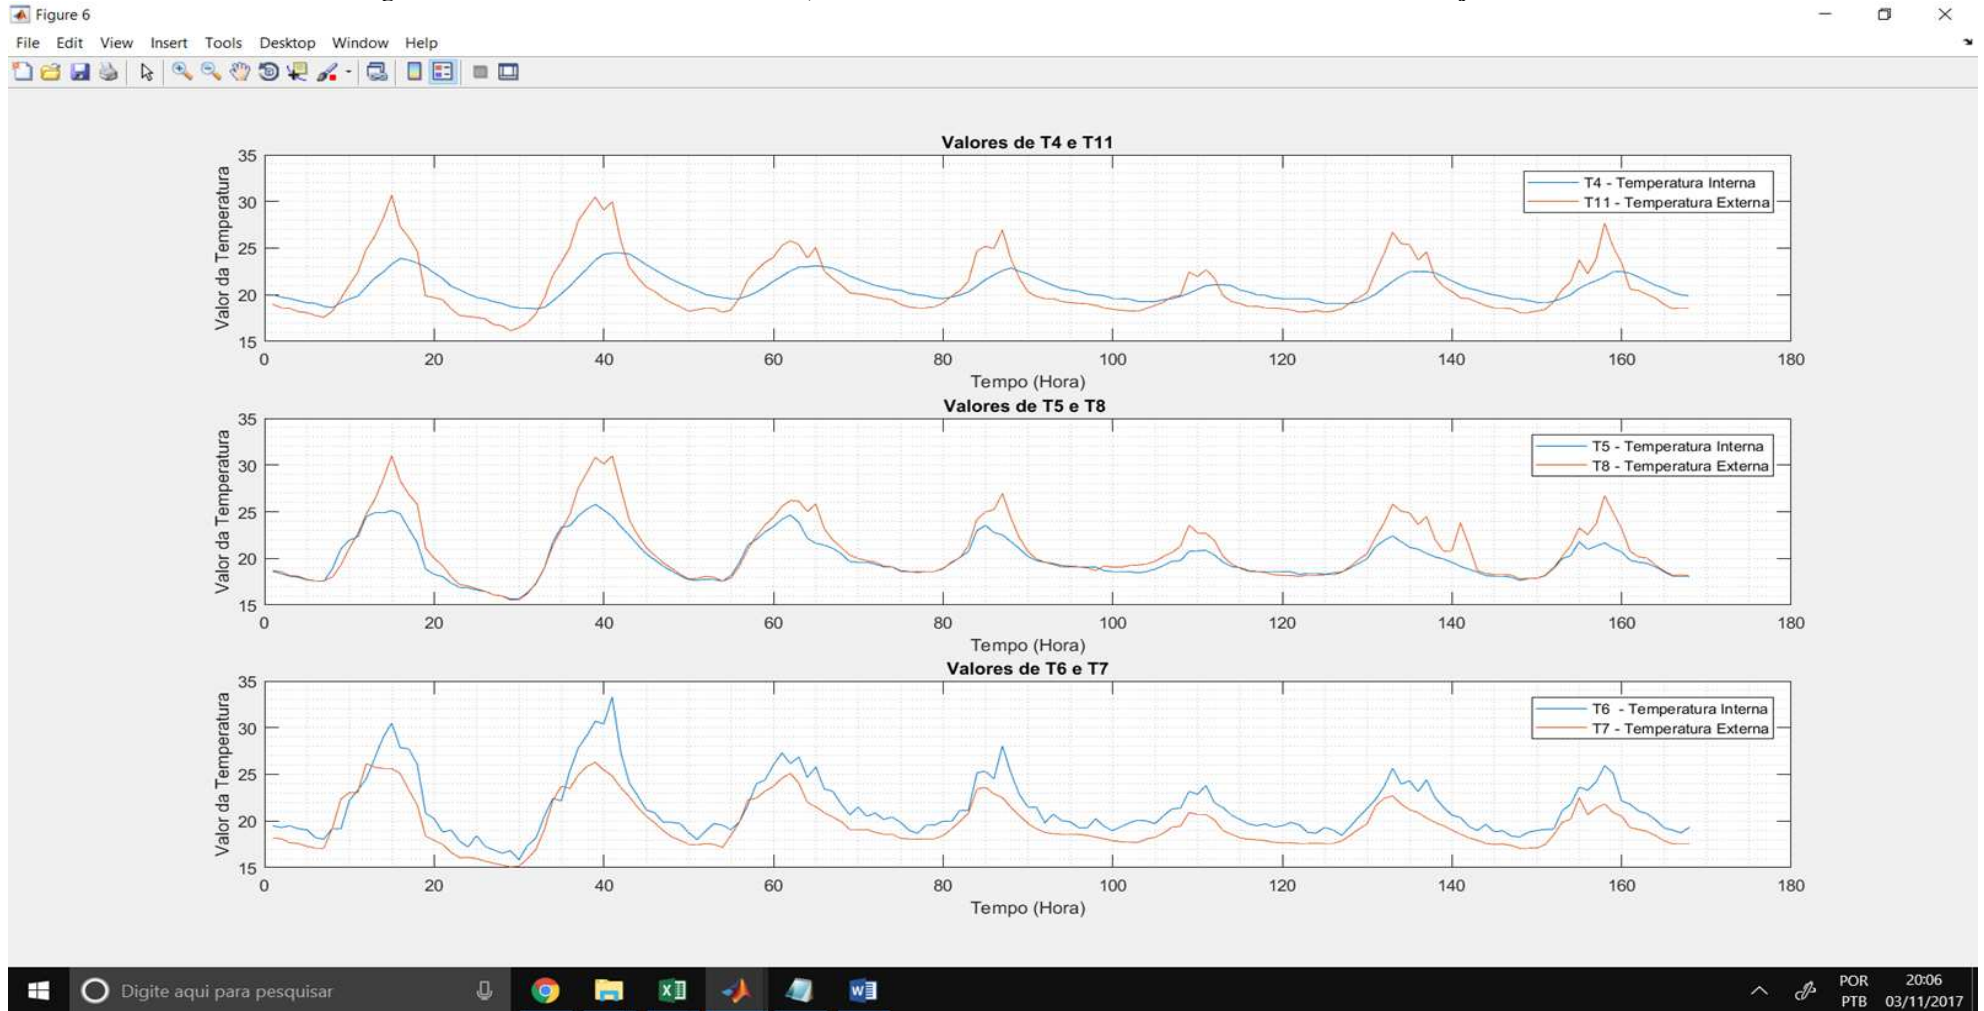 Figure 6
File Edit View Insert Tools Desktop Window Help
Valores de T4 e T11
Valor da Temperatura
35
30
25
20
15
T4 - Temperatura Interna
T11 - Temperatura Externa
0 20 40 60 80 100 120 140 160 180
Tempo (Hora)
Valores de T5 e T8
Valor da Temperatura
35
30
25
20
15
T5 - Temperatura Interna
T8 - Temperatura Externa
0 20 40 60 80 100 120 140 160 180
Tempo (Hora)
Valores de T6 e T7
Valor da Temperatura
35
30
25
20
15
T6 - Temperatura Interna
T7 - Temperatura Externa
0 20 40 60 80 100 120 140 160 180
Tempo (Hora)
Digite aqui para pesquisar
POR 20:06
PTB 03/11/2017